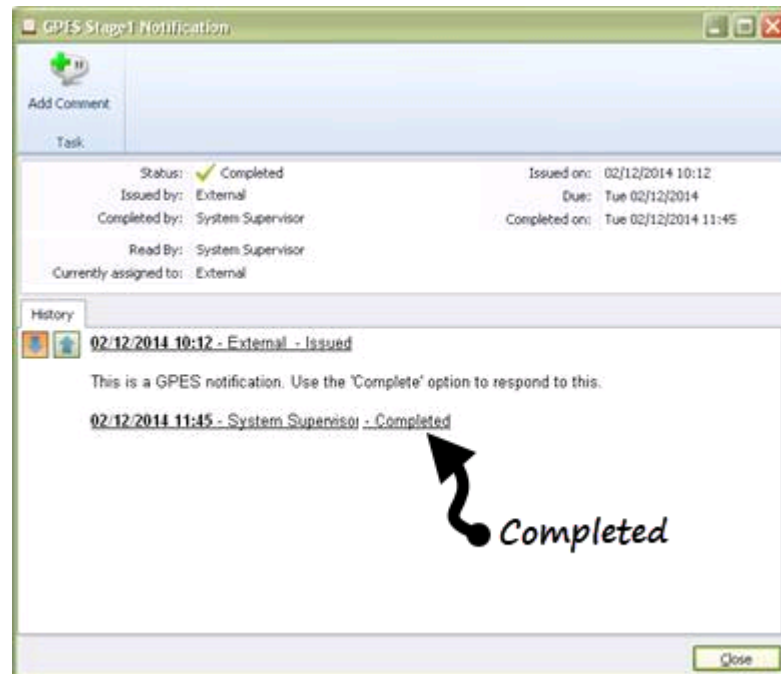 GPES Stage1 Notification
Add Comment
Task
Status: Completed
Issued by: External
Completed by: System Supervisor
Read By: System Supervisor
Currently assigned to: External
Issued on: 02/12/2014 10:12
Due: Tue 02/12/2014
Completed on: Tue 02/12/2014 11:45
History
02/12/2014 10:12 - External - Issued
This is a GPES notification. Use the 'Complete' option to respond to this.
02/12/2014 11:45 - System Supervisor - Completed
Completed
Close